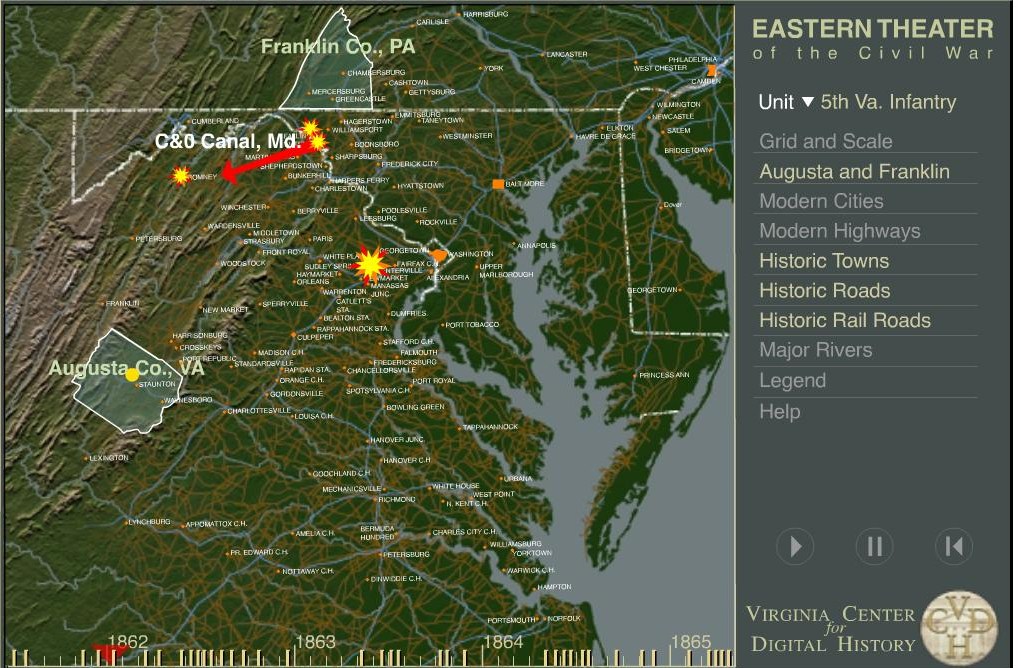 HARRISBURG
CARLISLE
Franklin Co., PA
LANCASTER
PHILADELPHIA
WEST CHESTER
YORK
CHAMBERSBURG
CAMDEN
CASHTOWN
MERCERSBURG
GETTYSBURG
GREENCASTLE
WILMINGTON
NEWCASTLE
EMMITSBURG
CUMBERLAND
HAGERSTOWN
TANEYTOWN
WILLIAMSPORT
ELKTON
SALEM
WESTMINSTER
HAVRE DE GRACE
C&0 Canal, Md.
BOONSBORO
BRIDGETOWN
SHARPSBURG
SHEPHERDSTOWN
FREDERICK CITY
ROMNEY
BUNKERHILL
HARPERS FERRY
CHARLESTOWN
HYATTSTOWN
BALTIMORE
WINCHESTER
BERRYVILLE
POOLESVILLE
Dover
LEESBURG
ROCKVILLE
WARDENSVILLE
MIDDLETOWN
PETERSBURG
STRASBURY
PARIS
ANNAPOLIS
FRONT ROYAL
WHITE PLA
GEORGETOWN
WASHINGTON
WOODSTOCK
SUDLEY SPR
FAIRFAX C.H.
NTERVILLE
UPPER
MARLBOROUGH
HAYMARKET
ALEXANDRIA
ORLEANS
MANASSAS
JUNC.
WARRENTON
GEORGETOWN
FRANKLIN
SPERRYVILLE
CATLETT'S
STA.
NEW MARKET
BEALTON STA.
DUMFRIES
RAPPAHANNOCK STA.
PORT TOBACCO
HARRISONBURG
CULPEPER
CROSSKEYS
STAFFORD C.H.
MADISON C.H.
FALMOUTH
PORT REPUBLIC
STANDARDSVILLE
FREDERICKSBURG
Augusta Co., VA
RAPIDAN STA.
CHANCELLORSVILLE
PRINCESS ANN
STAUNTON
ORANGE C.H.
PORT ROYAL
GORDONSVILLE
SPOTSYLVANIA C.H.
WAYNESBORO
CHARLOTTESVILLE
LOUISA C.H.
BOWLING GREEN
TAPPAHANNOCK
HANOVER JUNC.
LEXINGTON
HANOVER C.H.
GOOCHLAND C.H.
URBANA
MECHANICSVILLE
WHITE HOUSE
WEST POINT
RICHMOND
N. KENT C.H.
LYNCHBURG
APPOMATTOX C.H.
AMELIA C.H.
BERMUDA
HUNDRED
CHARLES CITY C.H.
WILLIAMSBURG
PR. EDWARD C.H.
PETERSBURG
YORKTOWN
NOTTAWAY C.H.
WARWICK C.H.
DINWIDDIE C.H.
HAMPTON
PORTSMOUTH
NORFOLK
1862 1863 1864 1865
EASTERN THEATER
of the Civil War
Unit 5th Va. Infantry
Grid and Scale
Augusta and Franklin
Modern Cities
Modern Highways
Historic Towns
Historic Roads
Historic Rail Roads
Major Rivers
Legend
Help
VIRGINIA CENTER
for
DIGITAL HISTORY
VCDH